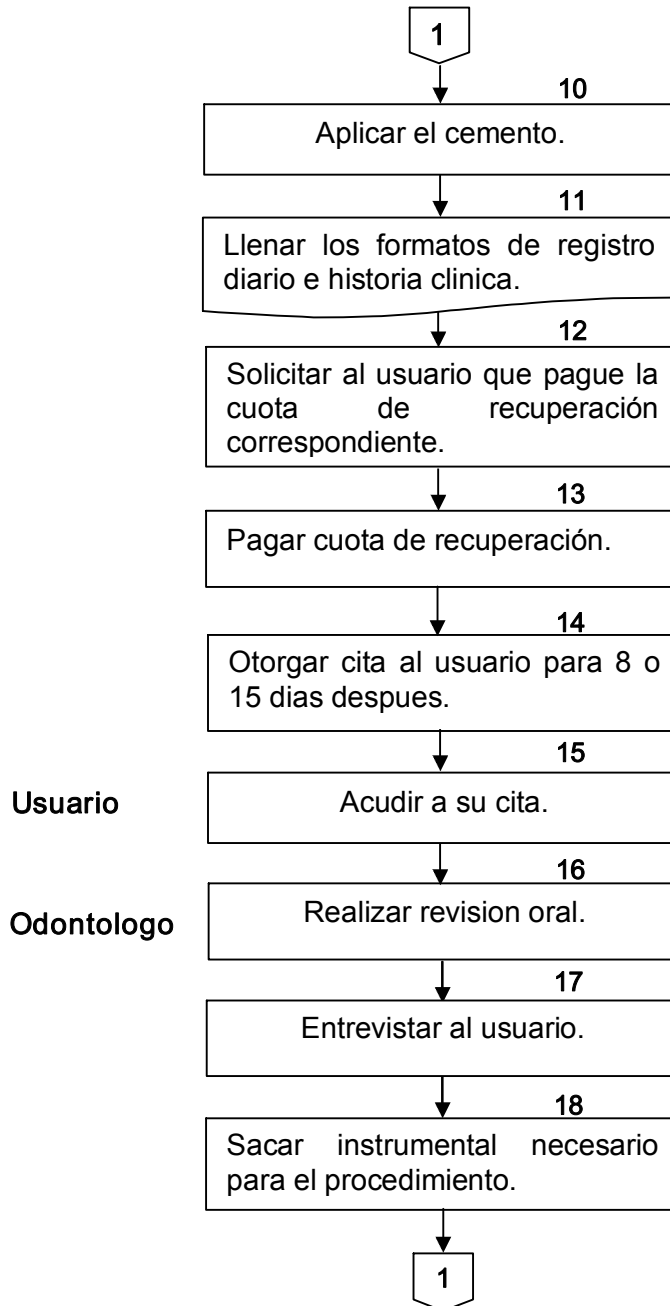 1
10
Aplicar el cemento.
11
Llenar los formatos de registro
diario e historia clinica.
12
Solicitar al usuario que pague la
cuota de recuperación
correspondiente.
13
Pagar cuota de recuperación.
14
Otorgar cita al usuario para 8 o
15 dias despues.
15
Usuario
Acudir a su cita.
16
Odontologo
Realizar revision oral.
17
Entrevistar al usuario.
18
Sacar instrumental necesario
para el procedimiento.
1